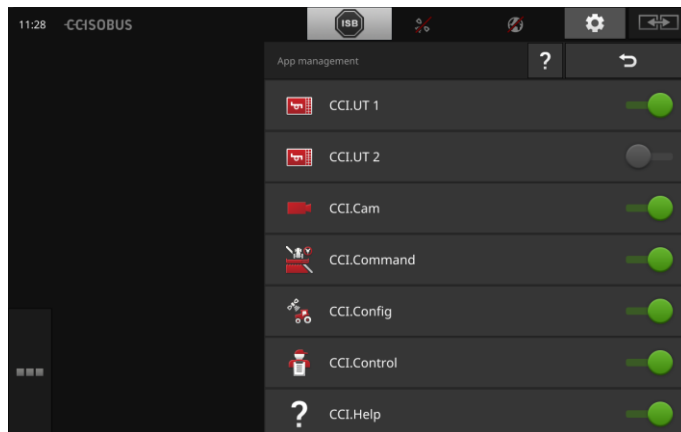 11:28 CCISOBUS ISB
App management ?
CCI.UT 1
CCI.UT 2
CCI.Cam
CCI.Command
CCI.Config
CCI.Control
? CCI.Help